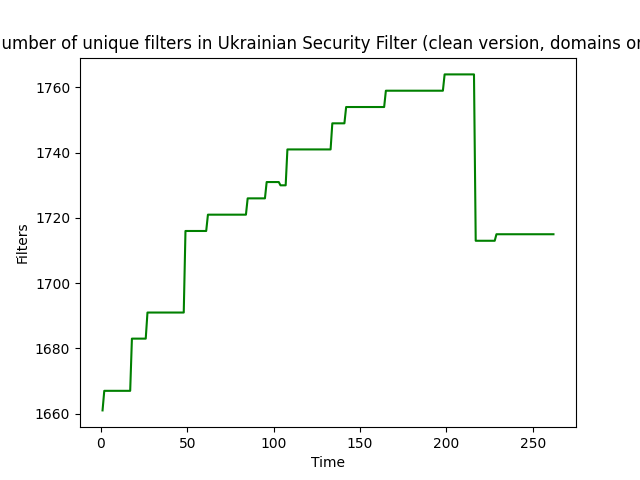 umber of unique filters in Ukrainian Security Filter (clean version, domains or
1760
1740
1720
1700
1680
1660
Filters
0 50 100 150 200 250
Time